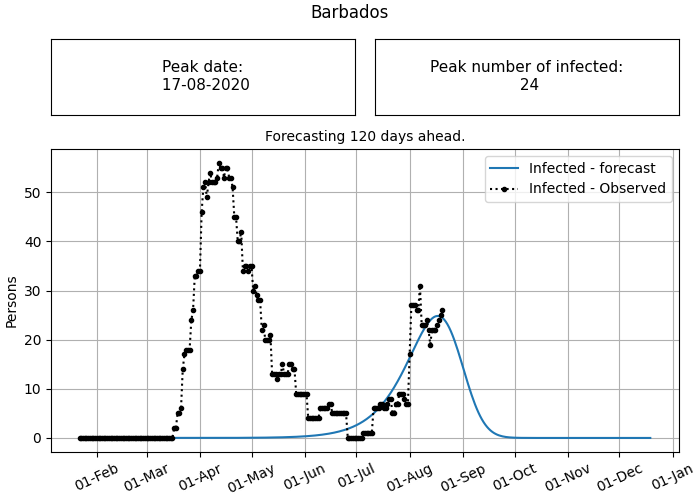 Barbados
Peak date:
17-08-2020
Peak number of infected:
24
Forecasting 120 days ahead.
Infected - forecast
Infected - Observed
Persons
50
40
30
20
10
0
01-Feb
01-Mar
01-Apr
01-May
01-Jun
01-Jul
01-Aug
01-Sep
01-Oct
01-Nov
01-Dec
01-Jan